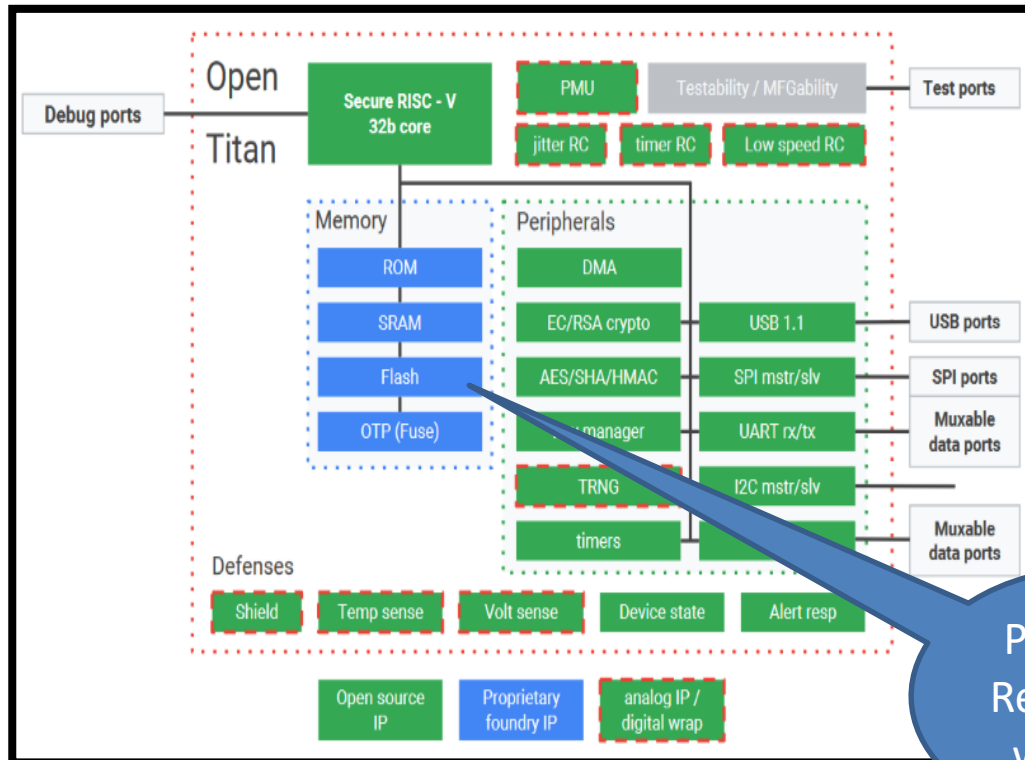 Open
Titan
Debug ports
Secure RISC - V
32b core
PMU
Testability / MFGability
Test ports
jitter RC
timer RC
Low speed RC
Memory
ROM
SRAM
Flash
OTP (Fuse)
Peripherals
DMA
EC/RSA crypto
USB 1.1
USB ports
AES/SHA/HMAC
SPI mstr/slv
SPI ports
manager
UART rx/tx
Muxable
data ports
TRNG
I2C mstr/slv
timers
Muxable
data ports
Defenses
Shield
Temp sense
Volt sense
Device state
Alert resp
Open source
IP
Proprietary
foundry IP
analog IP /
digital wrap